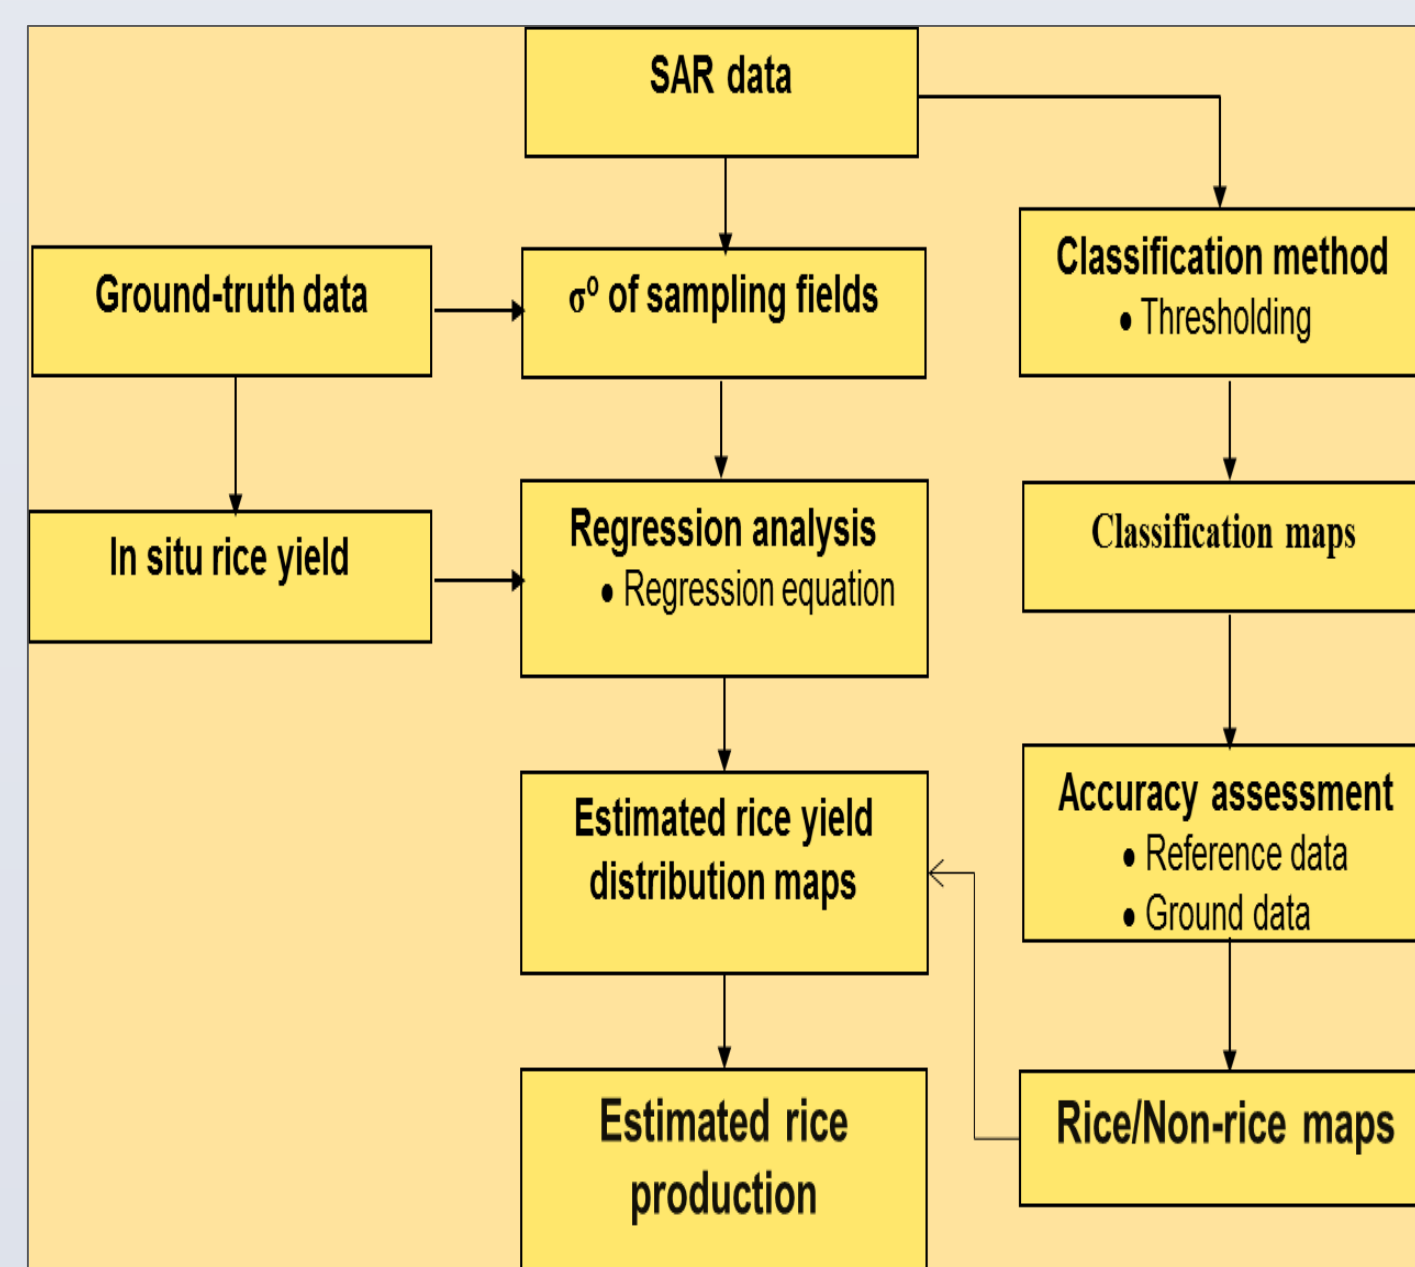 SAR data
Ground-truth data
σ⁰ of sampling fields
Classification method
• Thresholding
In situ rice yield
Regression analysis
• Regression equation
Classification maps
Estimated rice yield
distribution maps
Accuracy assessment
• Reference data
• Ground data
Estimated rice
production
Rice/Non-rice maps